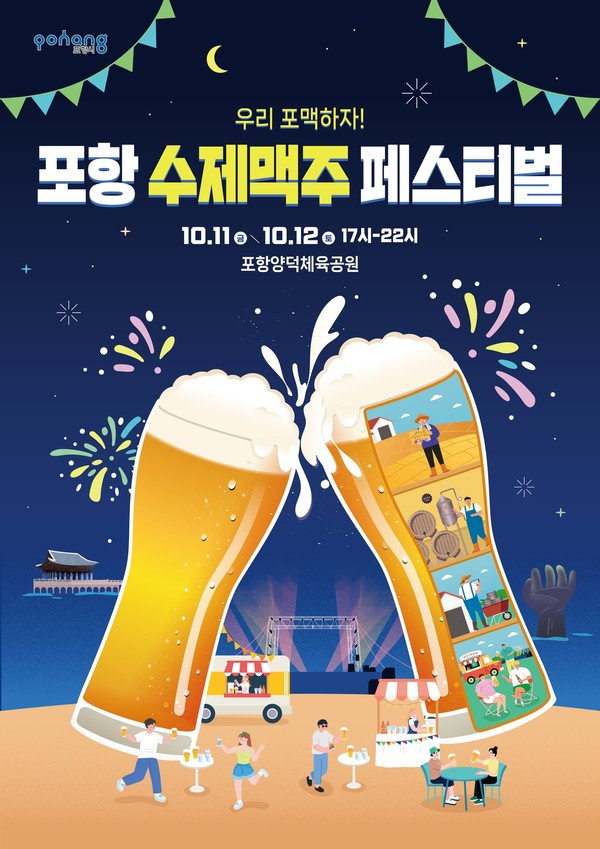 pohang
포항시
우리 포맥하자!
포항 수제맥주 페스티벌
10.11 금 10.12 토 17시-22시
포항양덕체육공원